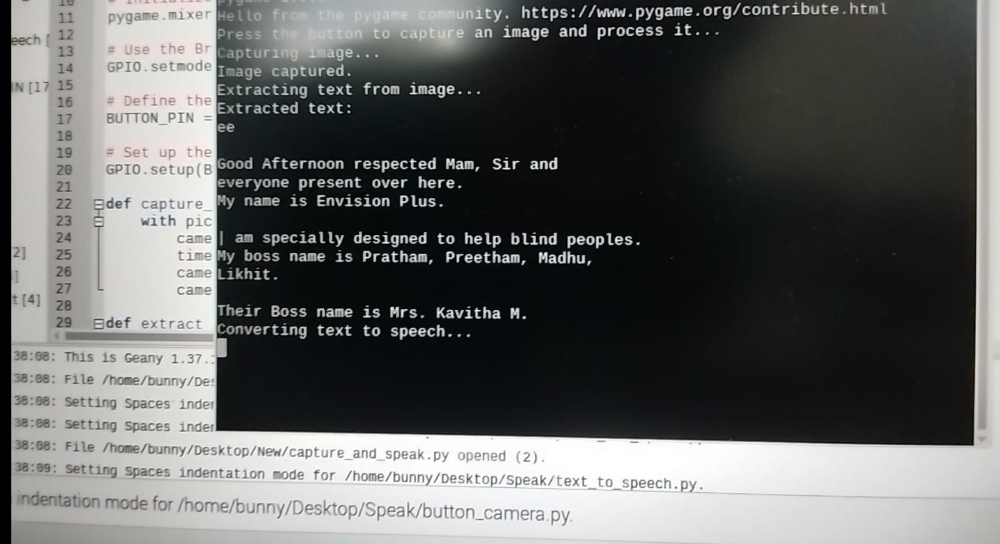 11 pygame.mixer
12
13 # Use the Br
14 GPIO.setmode
15
16 # Define the
17 BUTTON_PIN =
18
19 # Set up the
20 GPIO.setup(B
21
22 def capture_
23 with pic
24 came
25 time
26 came
27 came
28
29 def extract
eech [
IN [17
2]
t [4]
Hello from the pygame community. https://www.pygame.org/contribute.html
Press the button to capture an image and process it...
Capturing image...
Image captured.
Extracting text from image...
Extracted text:
ee
Good Afternoon respected Mam, Sir and
everyone present over here.
My name is Envision Plus.
| am specially designed to help blind peoples.
My boss name is Pratham, Preetham, Madhu,
Likhit.
Their Boss name is Mrs. Kavitha M.
Converting text to speech...
38:08: This is Geany 1.37.
38:08: File /home/bunny/Des
38:08: Setting Spaces inden
38:08: Setting Spaces inden
38:08: File /home/bunny/Desktop/New/capture_and_speak.py opened (2).
38:09: Setting Spaces indentation mode for /home/bunny/Desktop/Speak/text_to_speech.py.
indentation mode for /home/bunny/Desktop/Speak/button_camera.py.